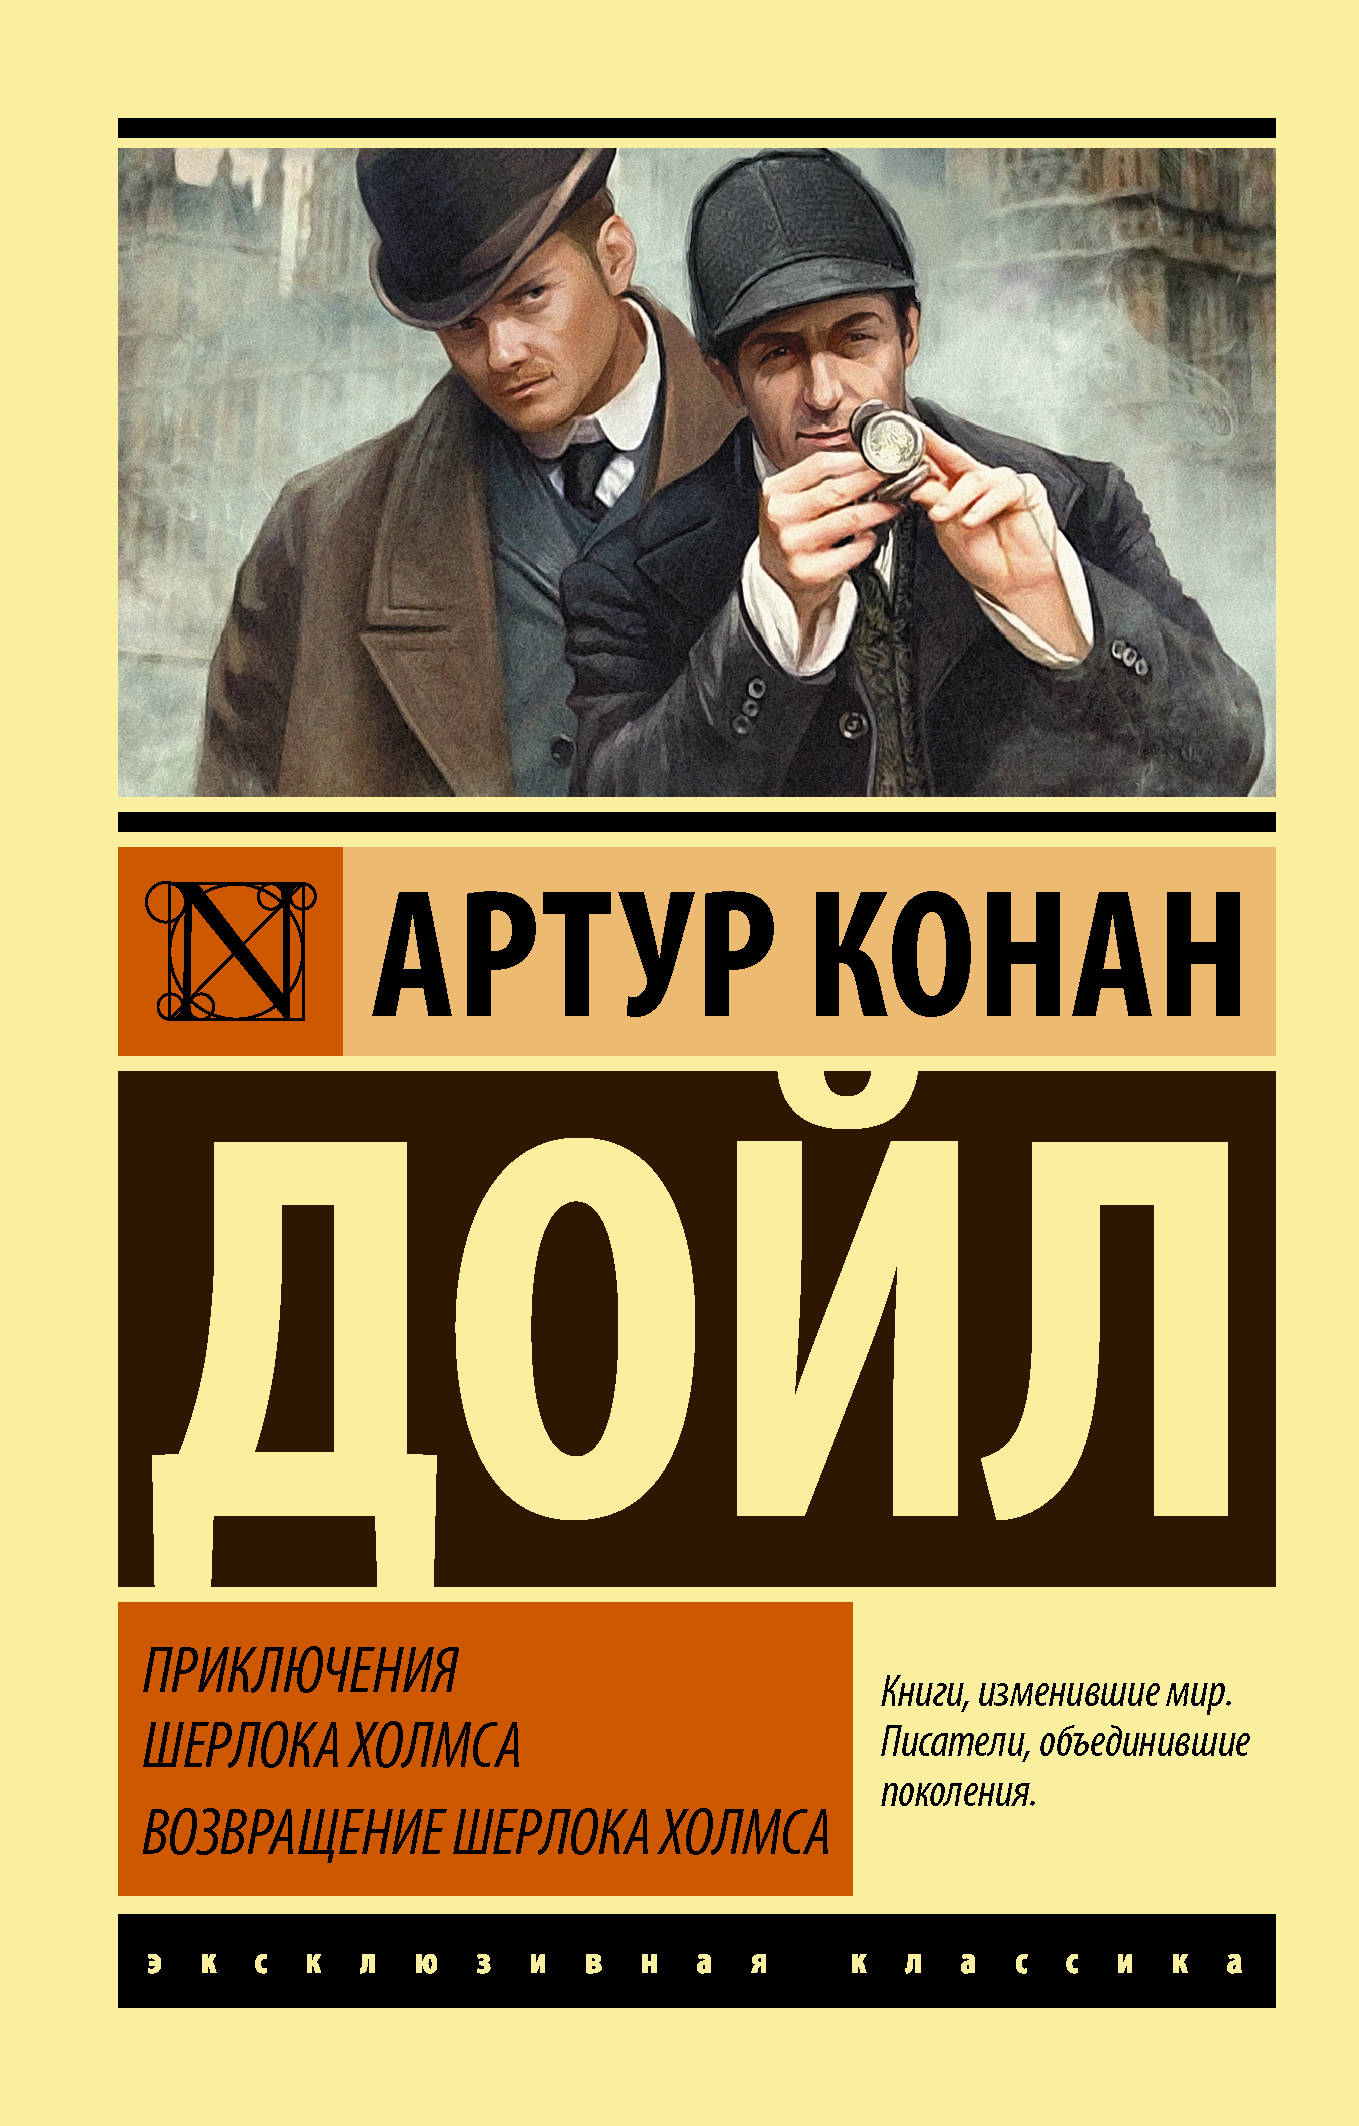 АРТУР КОНАН
ДОЙЛ
ПРИКЛЮЧЕНИЯ
ШЕРЛОКА ХОЛМСА
ВОЗВРАЩЕНИЕ ШЕРЛОКА ХОЛМСА
Книги, изменившие мир.
Писатели, объединившие
поколения.
эксклюзивная классика